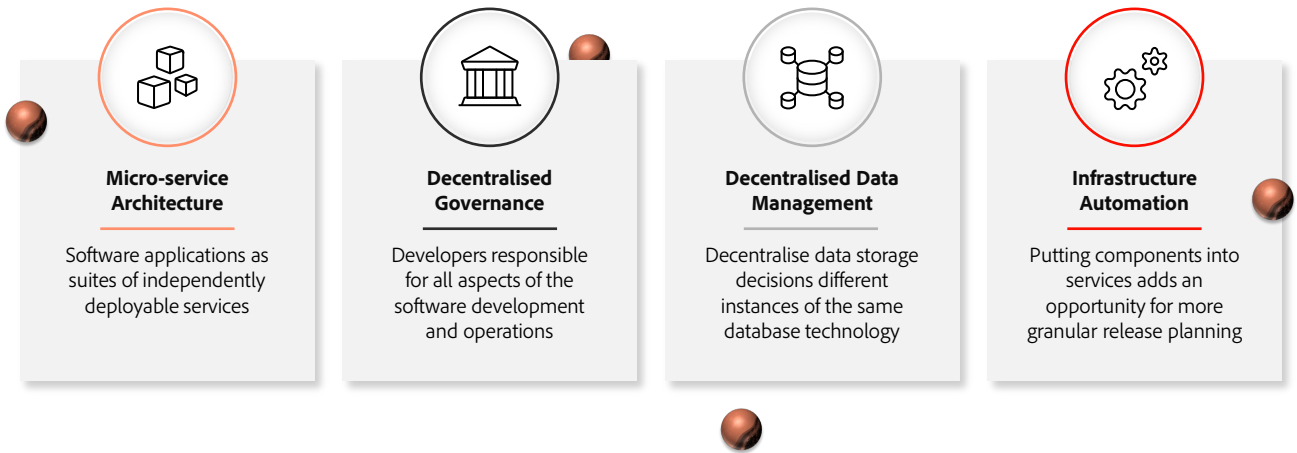 Micro-service
Architecture
Software applications as
suites of independently
deployable services
Decentralised
Governance
Developers responsible
for all aspects of the
software development
and operations
Decentralised Data
Management
Decentralise data storage
decisions different
instances of the same
database technology
Infrastructure
Automation
Putting components into
services adds an
opportunity for more
granular release planning